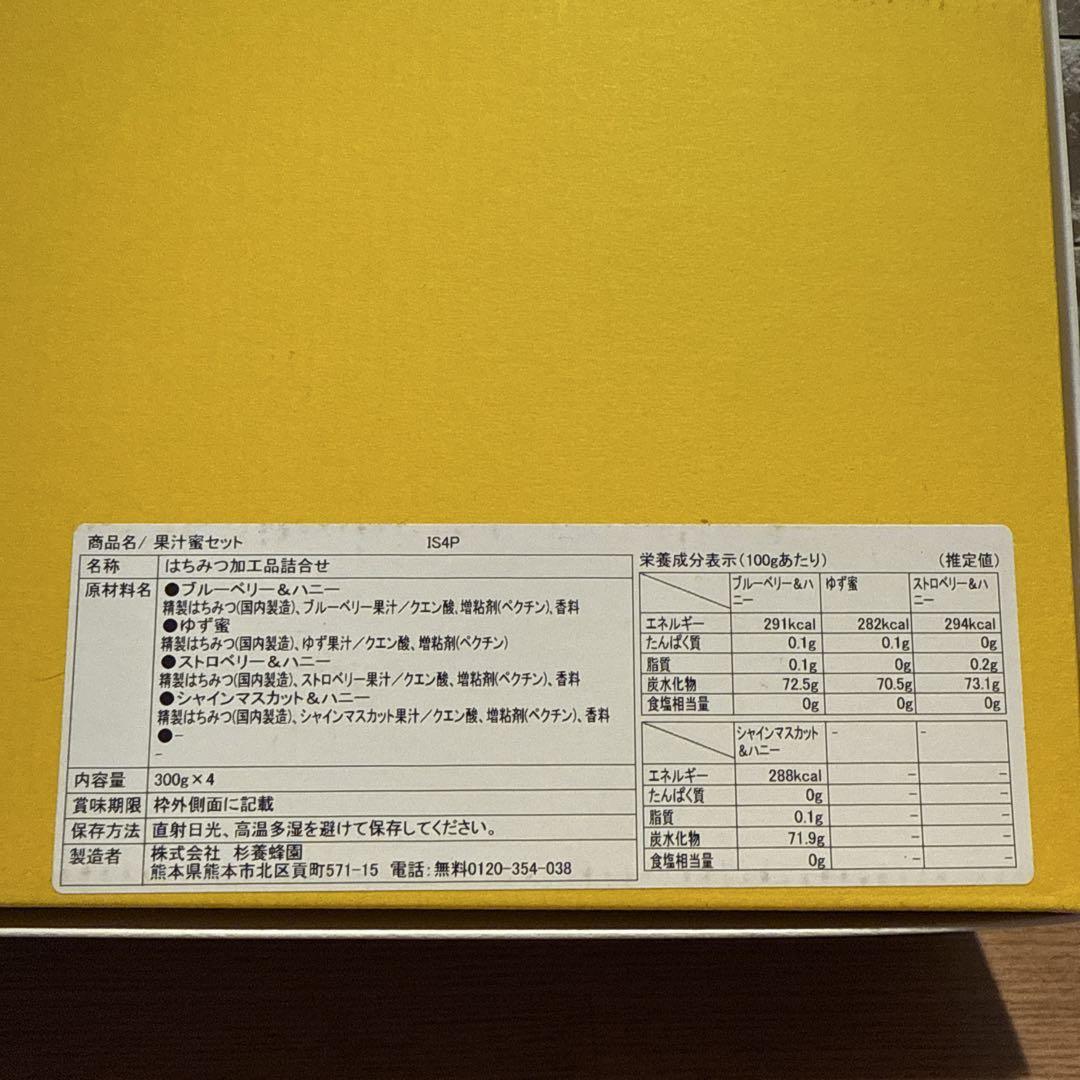 商品名/ 果汁蜜セット IS4P
名称 はちみつ加工品詰合せ
原材料名 ●ブルーベリー&ハニー
精製はちみつ(国内製造)、ブルーベリー果汁/クエン酸、増粘剤(ペクチン)、香料
●ゆず蜜
精製はちみつ(国内製造)、ゆず果汁/クエン酸、増粘剤(ペクチン)
●ストロベリー&ハニー
精製はちみつ(国内製造)、ストロベリー果汁/クエン酸、増粘剤(ペクチン)、香料
●シャインマスカット&ハニー
精製はちみつ(国内製造)、シャインマスカット果汁/クエン酸、増粘剤(ペクチン)、香料
●-
-
内容量 300g×4
賞味期限 枠外側面に記載
保存方法 直射日光、高温多湿を避けて保存してください。
製造者 株式会社 杉養蜂園
熊本県熊本市北区貢町571-15 電話:無料0120-354-038
栄養成分表示(100gあたり) (推定値)
ブルーベリー&ハニー ゆず蜜 ストロベリー&ハニー
エネルギー 291kcal 282kcal 294kcal
たんぱく質 0.1g 0.1g 0g
脂質 0.1g 0g 0.2g
炭水化物 72.5g 70.5g 73.1g
食塩相当量 0g 0g 0g
シャインマスカット&ハニー - -
エネルギー 288kcal - -
たんぱく質 0g - -
脂質 0.1g - -
炭水化物 71.9g - -
食塩相当量 0g - -